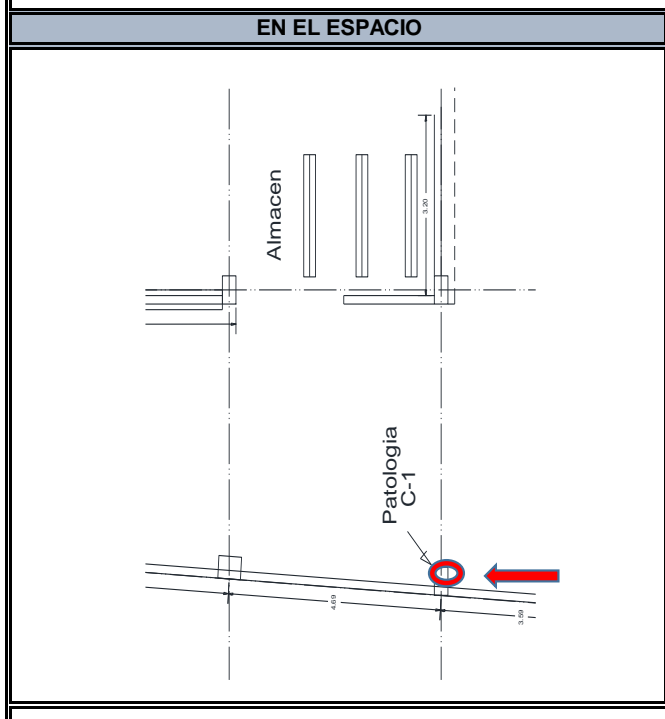 EN EL ESPACIO
Almacen
3.20
Patologia
C-1
4.69
3.59